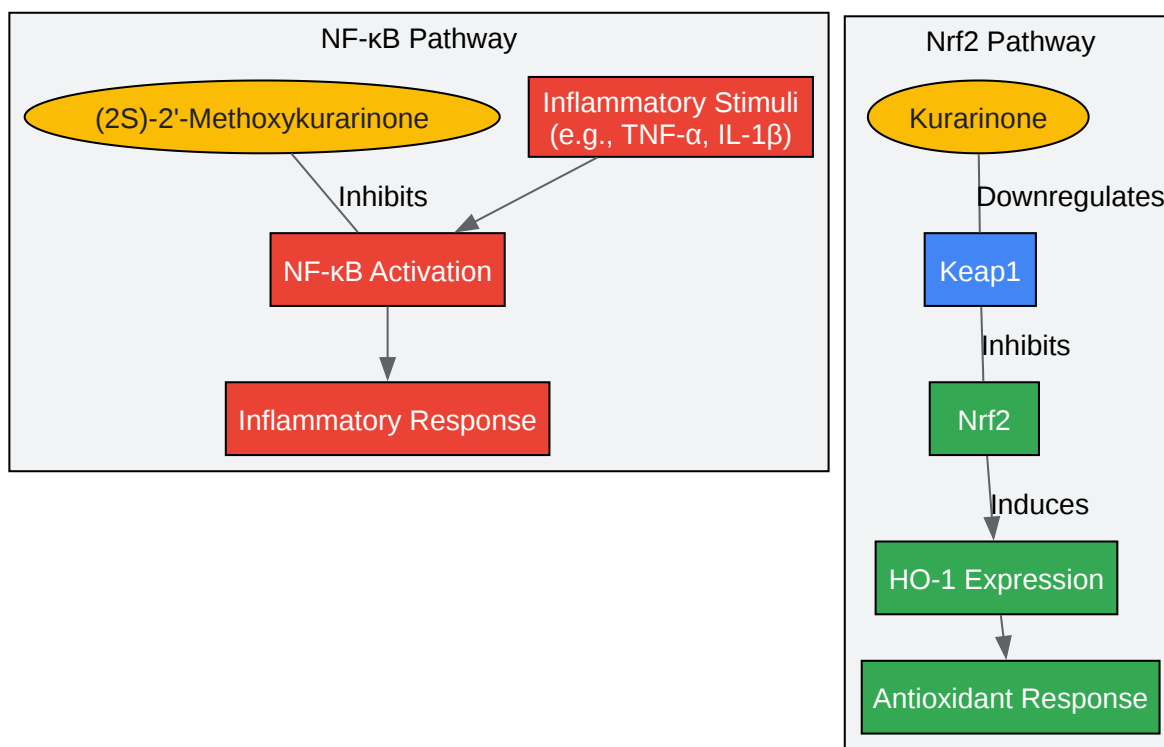 NF-κB Pathway
(2S)-2'-Methoxykurarinone
Inflammatory Stimuli
(e.g., TNF-α, IL-1β)
Inhibits
NF-κB Activation
Inflammatory Response
Nrf2 Pathway
Kurarinone
Downregulates
Keap1
Inhibits
Nrf2
Induces
HO-1 Expression
Antioxidant Response